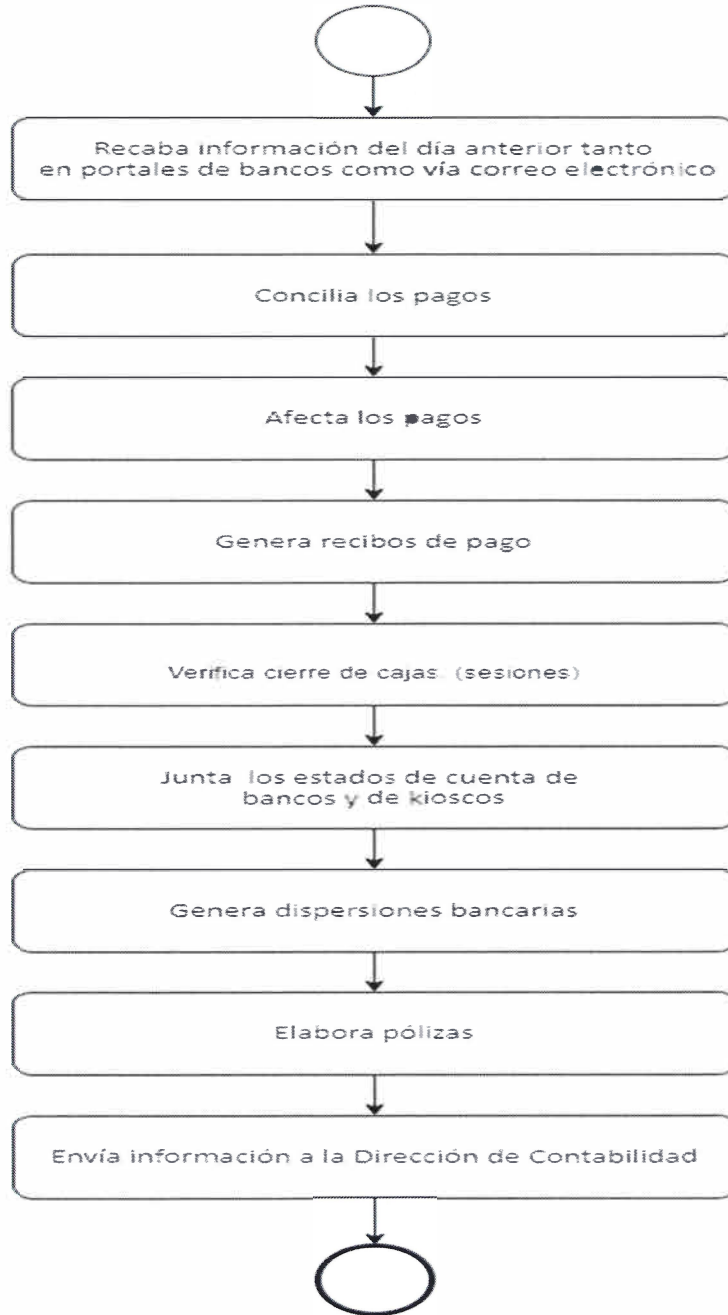 Recaba información del día anterior tanto
en portales de bancos como vía correo electrónico
Concilia los pagos
Afecta los pagos
Genera recibos de pago
Verifica cierre de cajas. (sesiones)
Junta los estados de cuenta de
bancos y de kioscos
Genera dispersiones bancarias
Elabora pólizas
Envía información a la Dirección de Contabilidad